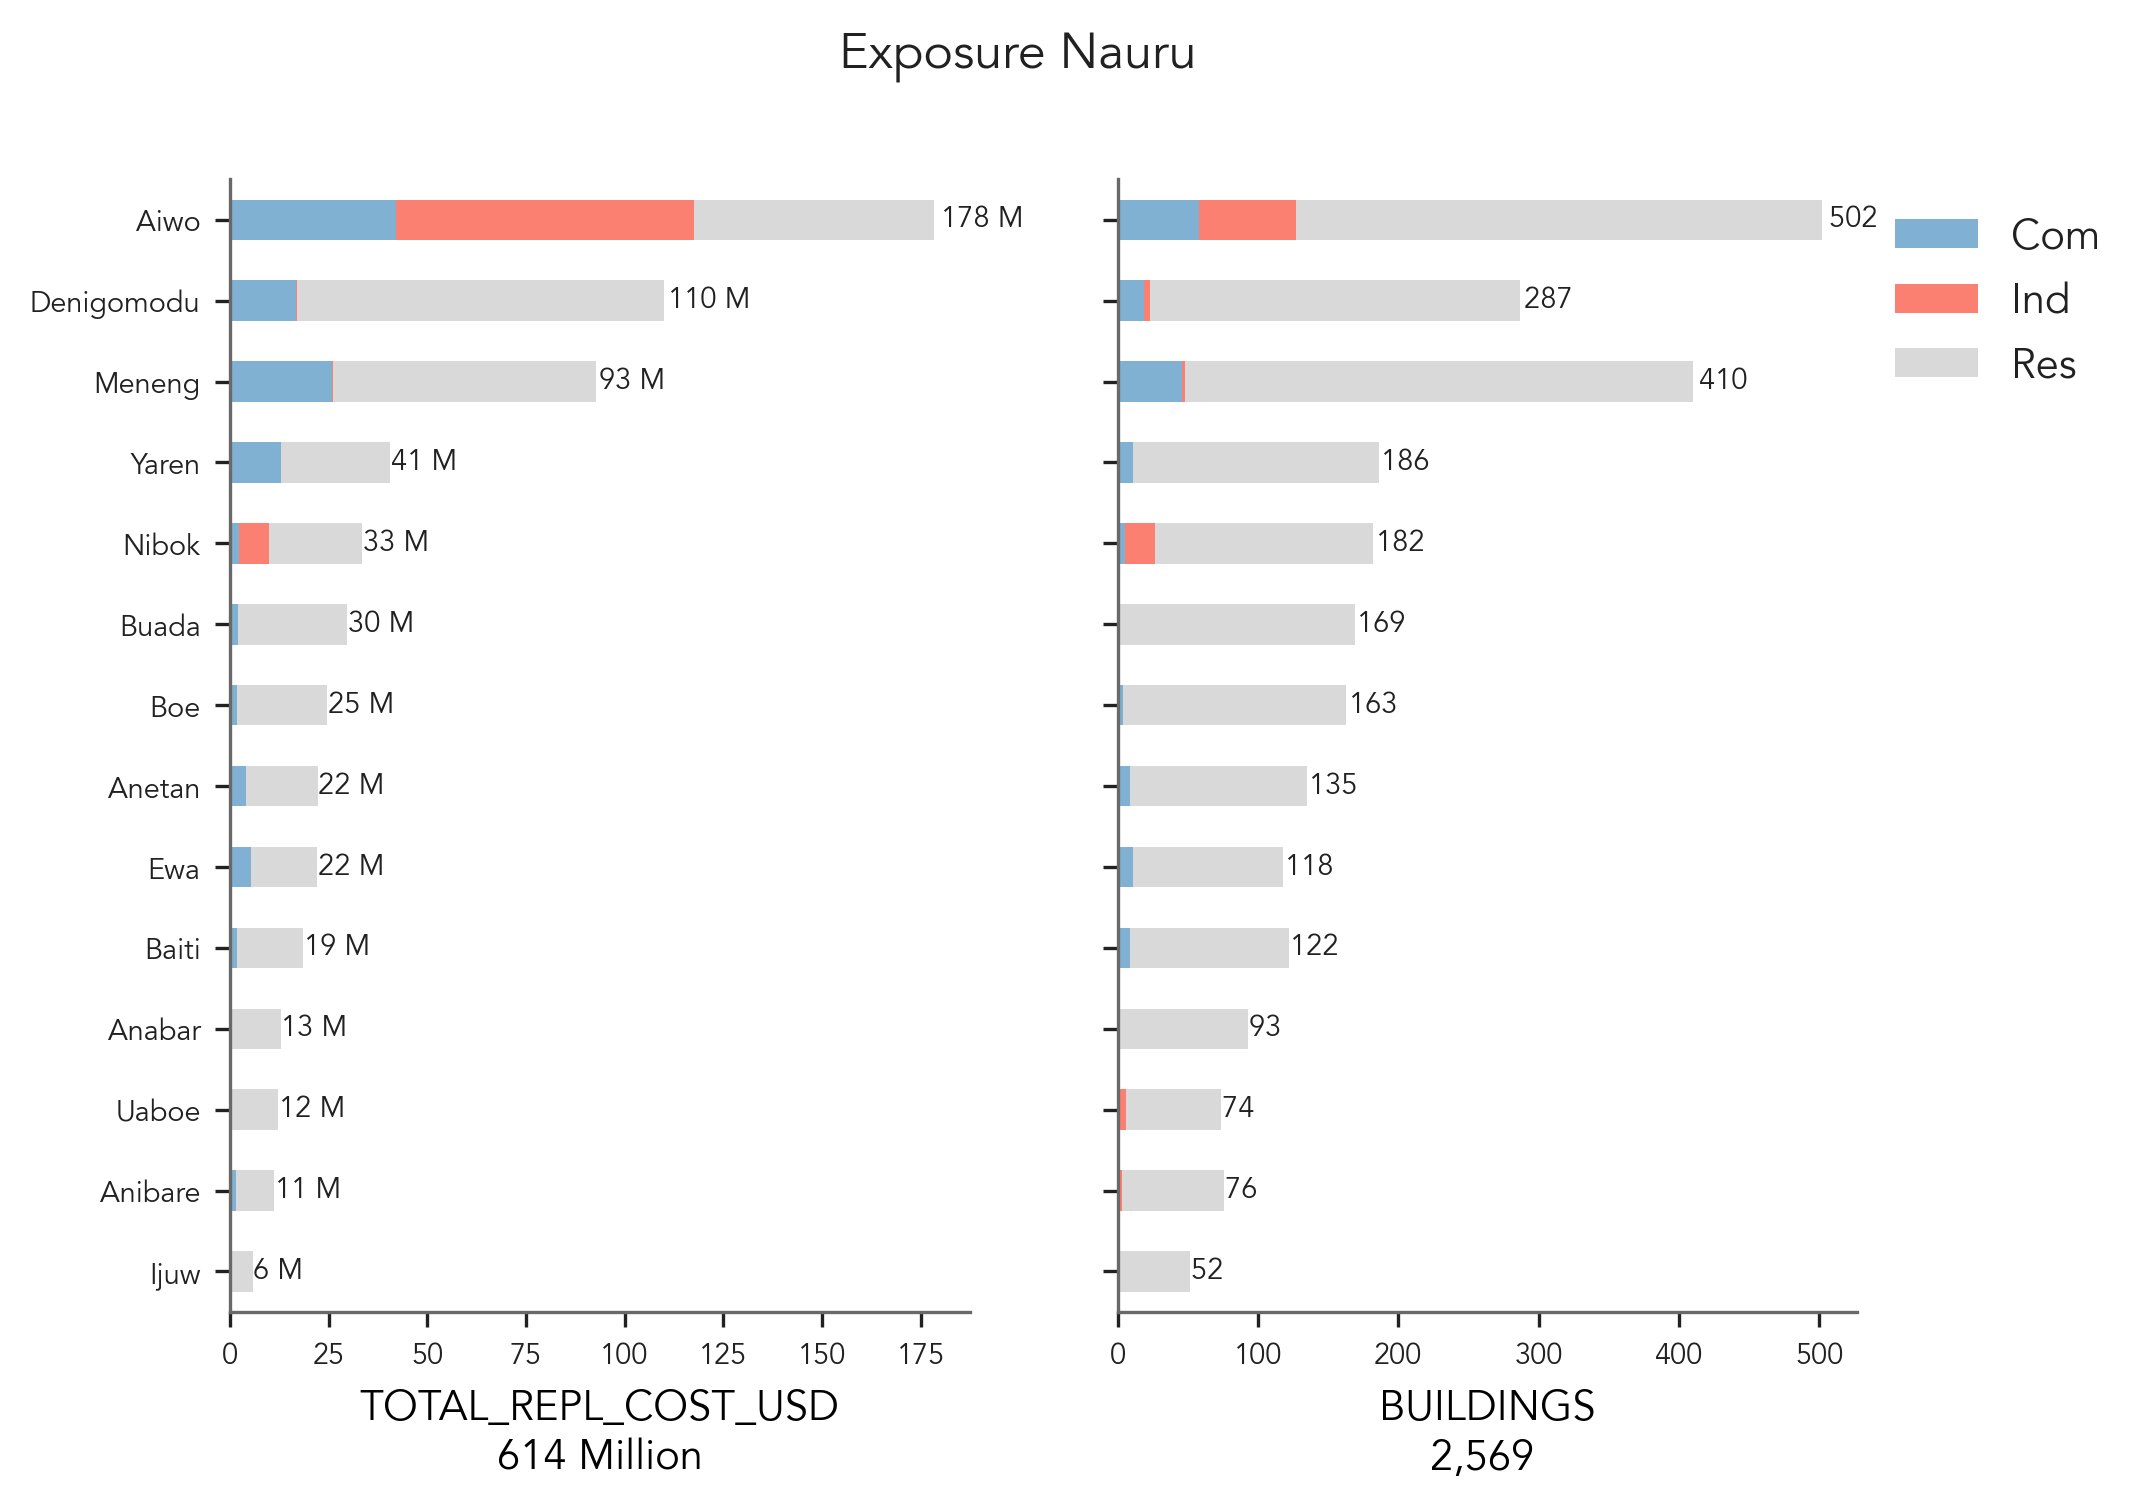 Exposure Nauru
Aiwo
178 M
502
Com
Denigomodu
110 M
287
Ind
Meneng
93 M
410
Res
Yaren
41 M
186
Nibok
33 M
182
Buada
30 M
169
Boe
25 M
163
Anetan
22 M
135
Ewa
22 M
118
Baiti
19 M
122
Anabar
13 M
93
Uaboe
12 M
74
Anibare
11 M
76
Ijuw
6 M
52
0 25 50 75 100 125 150 175
0 100 200 300 400 500
TOTAL_REPL_COST_USD
614 Million
BUILDINGS
2,569